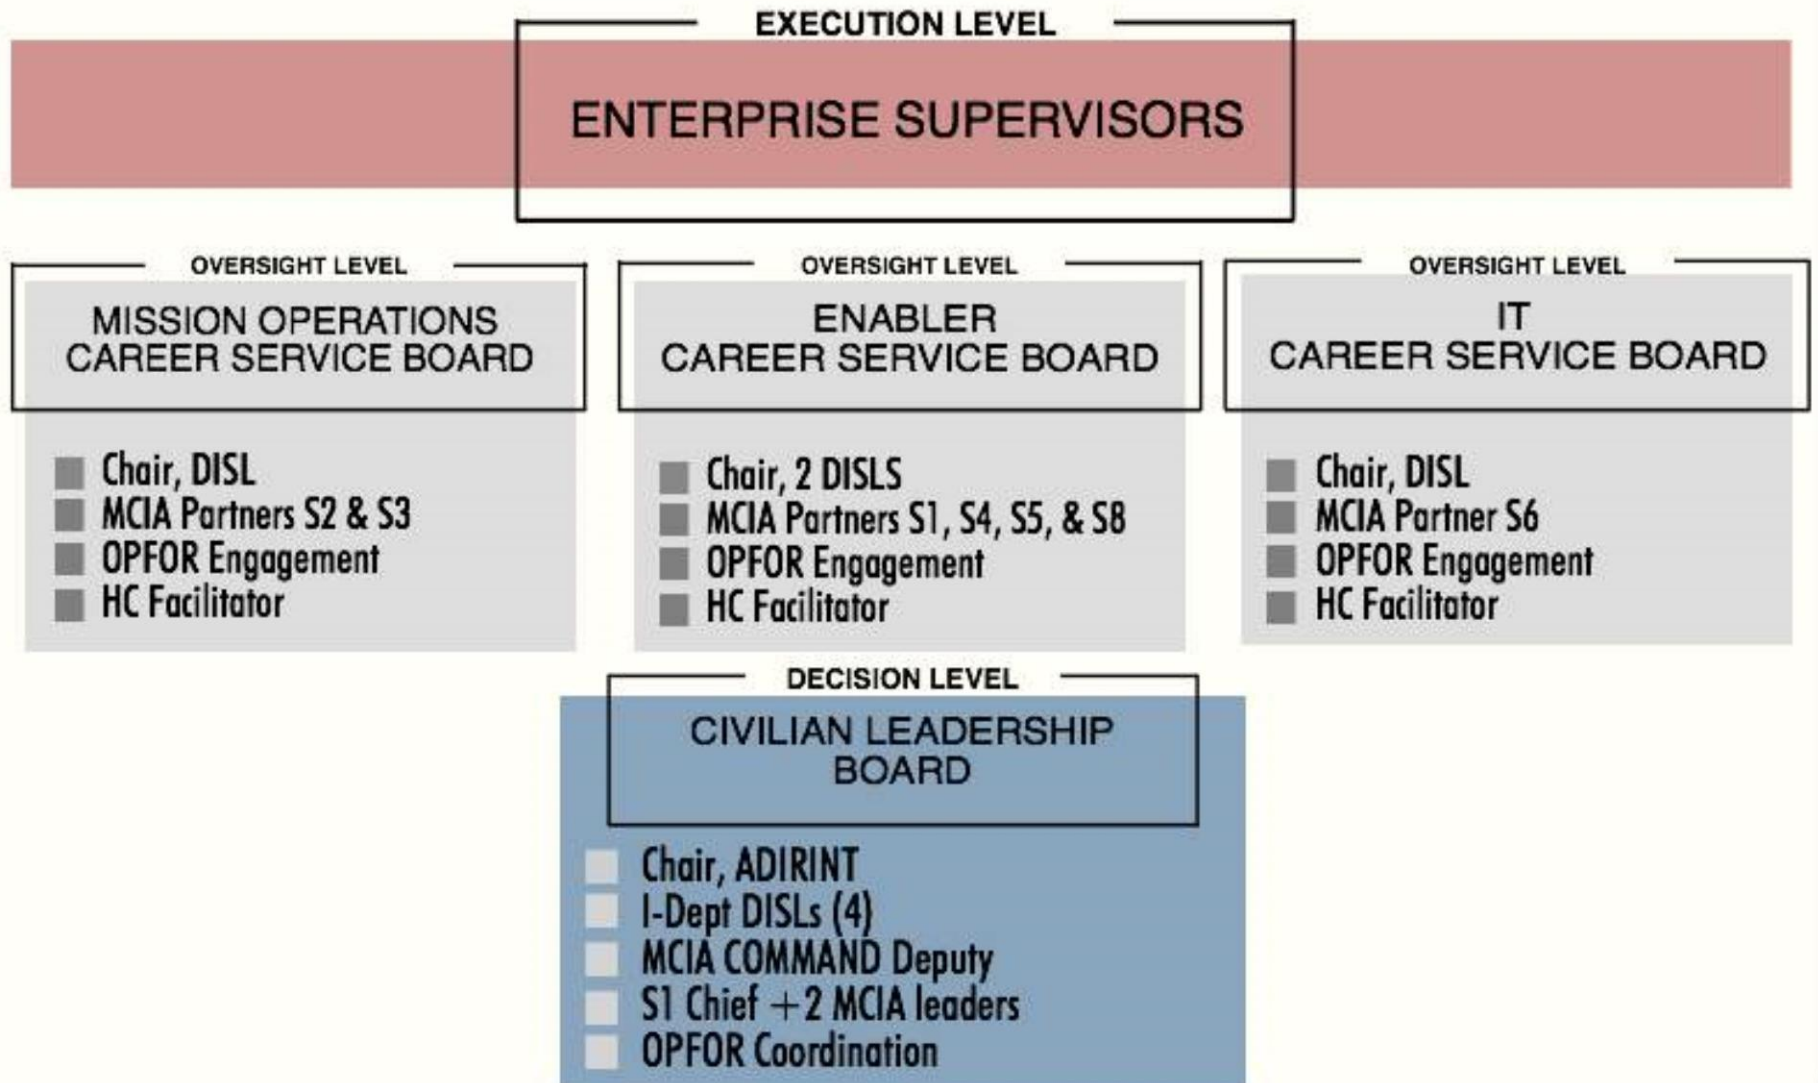 EXECUTION LEVEL
ENTERPRISE SUPERVISORS
OVERSIGHT LEVEL
MISSION OPERATIONS
CAREER SERVICE BOARD
Chair, DISL
MCIA Partners S2 & S3
OPFOR Engagement
HC Facilitator
OVERSIGHT LEVEL
ENABLER
CAREER SERVICE BOARD
Chair, 2 DISLS
MCIA Partners S1, S4, S5, & S8
OPFOR Engagement
HC Facilitator
OVERSIGHT LEVEL
IT
CAREER SERVICE BOARD
Chair, DISL
MCIA Partner S6
OPFOR Engagement
HC Facilitator
DECISION LEVEL
CIVILIAN LEADERSHIP
BOARD
Chair, ADIRINT
I-Dept DISLs (4)
MCIA COMMAND Deputy
S1 Chief +2 MCIA leaders
OPFOR Coordination